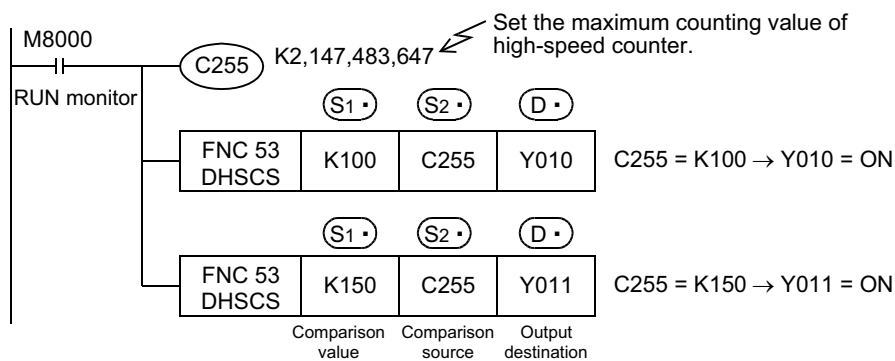 Set the maximum counting value of
high-speed counter.
M8000
C255 K2,147,483,647
RUN monitor
S1 · S2 · D ·
FNC 53
DHSCS
K100 C255 Y010 C255 = K100 → Y010 = ON
S1 · S2 · D ·
FNC 53
DHSCS
K150 C255 Y011 C255 = K150 → Y011 = ON
Comparison
value
Comparison
source
Output
destination